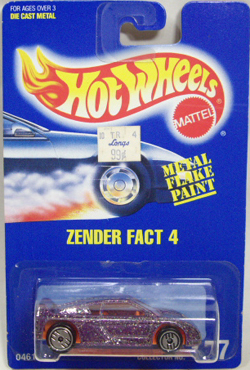 FOR AGES OVER 3
DIE CAST METAL
Hot Wheels
MATTEL
Longs
99¢
METAL
FLAKE
PAINT
ZENDER FACT 4
0461
COLLECTOR NO.
77